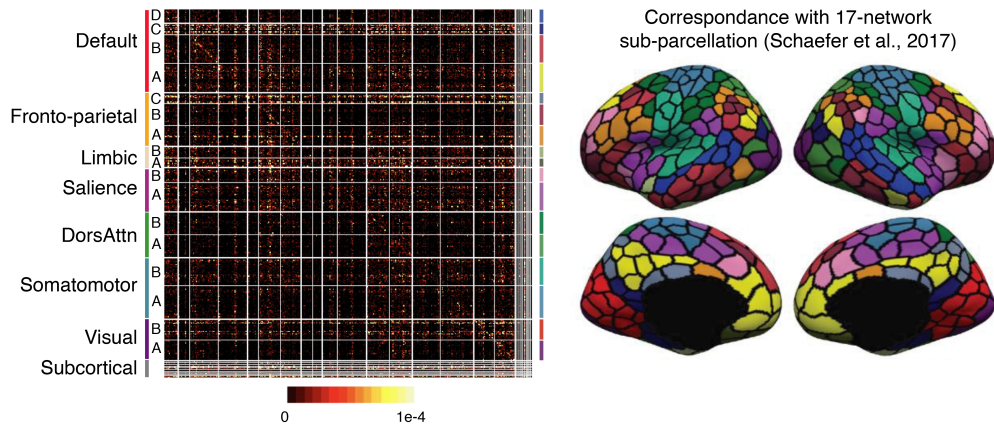 Correspondance with 17-network
sub-parcellation (Schaefer et al., 2017)
Default
D
C
B
A
Fronto-parietal
C
B
A
Limbic
B
A
Salience
B
A
DorsAttn
B
A
Somatomotor
B
A
Visual
B
A
Subcortical
0
1e-4